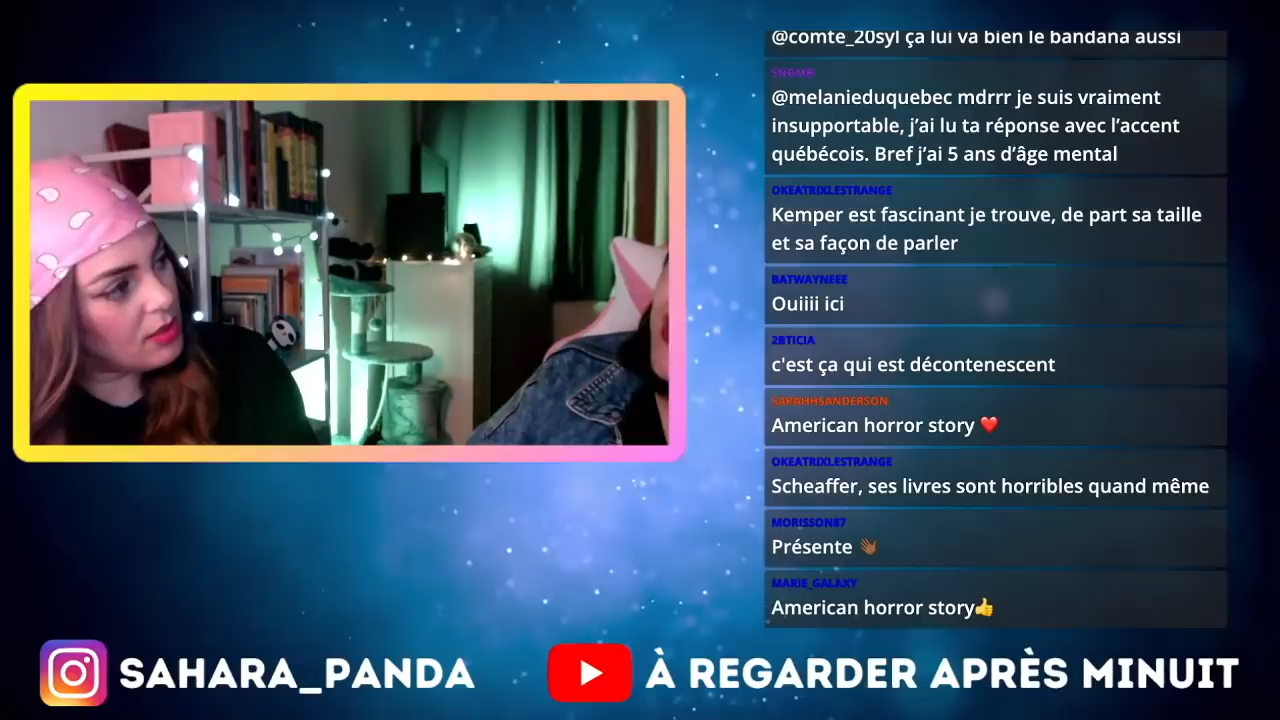 @comte_20syl ça lui va bien le bandana aussi
SNGMB
@melanieduquebec mdrrr je suis vraiment
insupportable, j’ai lu ta réponse avec l’accent
québécois. Bref j’ai 5 ans d’âge mental
OKEATRIXLESTRANGE
Kemper est fascinant je trouve, de part sa taille
et sa façon de parler
BATWAYNEEE
Ouiiii ici
2BTICIA
c'est ça qui est décontenescent
SARAHHSANDERSON
American horror story ❤️
OKEATRIXLESTRANGE
Scheaffer, ses livres sont horribles quand même
MORISSON87
Présente 👋🏾
MARIE_GALAXY
American horror story👍
SAHARA_PANDA
À REGARDER APRÈS MINUIT